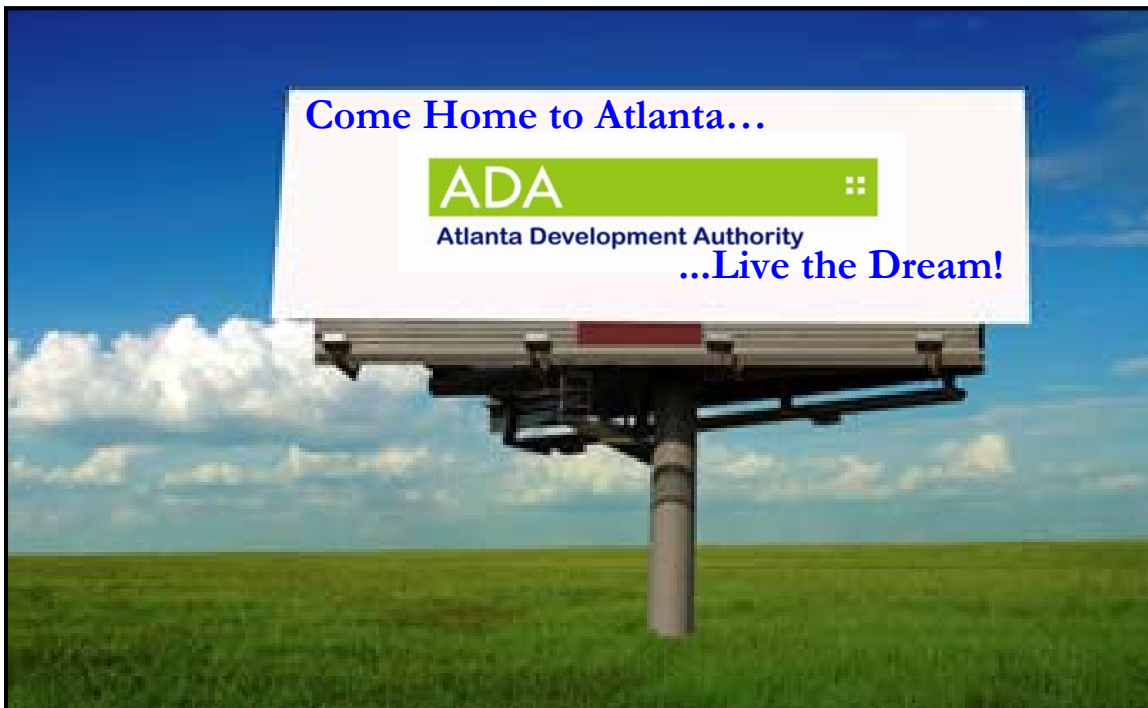 Come Home to Atlanta…
ADA
Atlanta Development Authority
...Live the Dream!